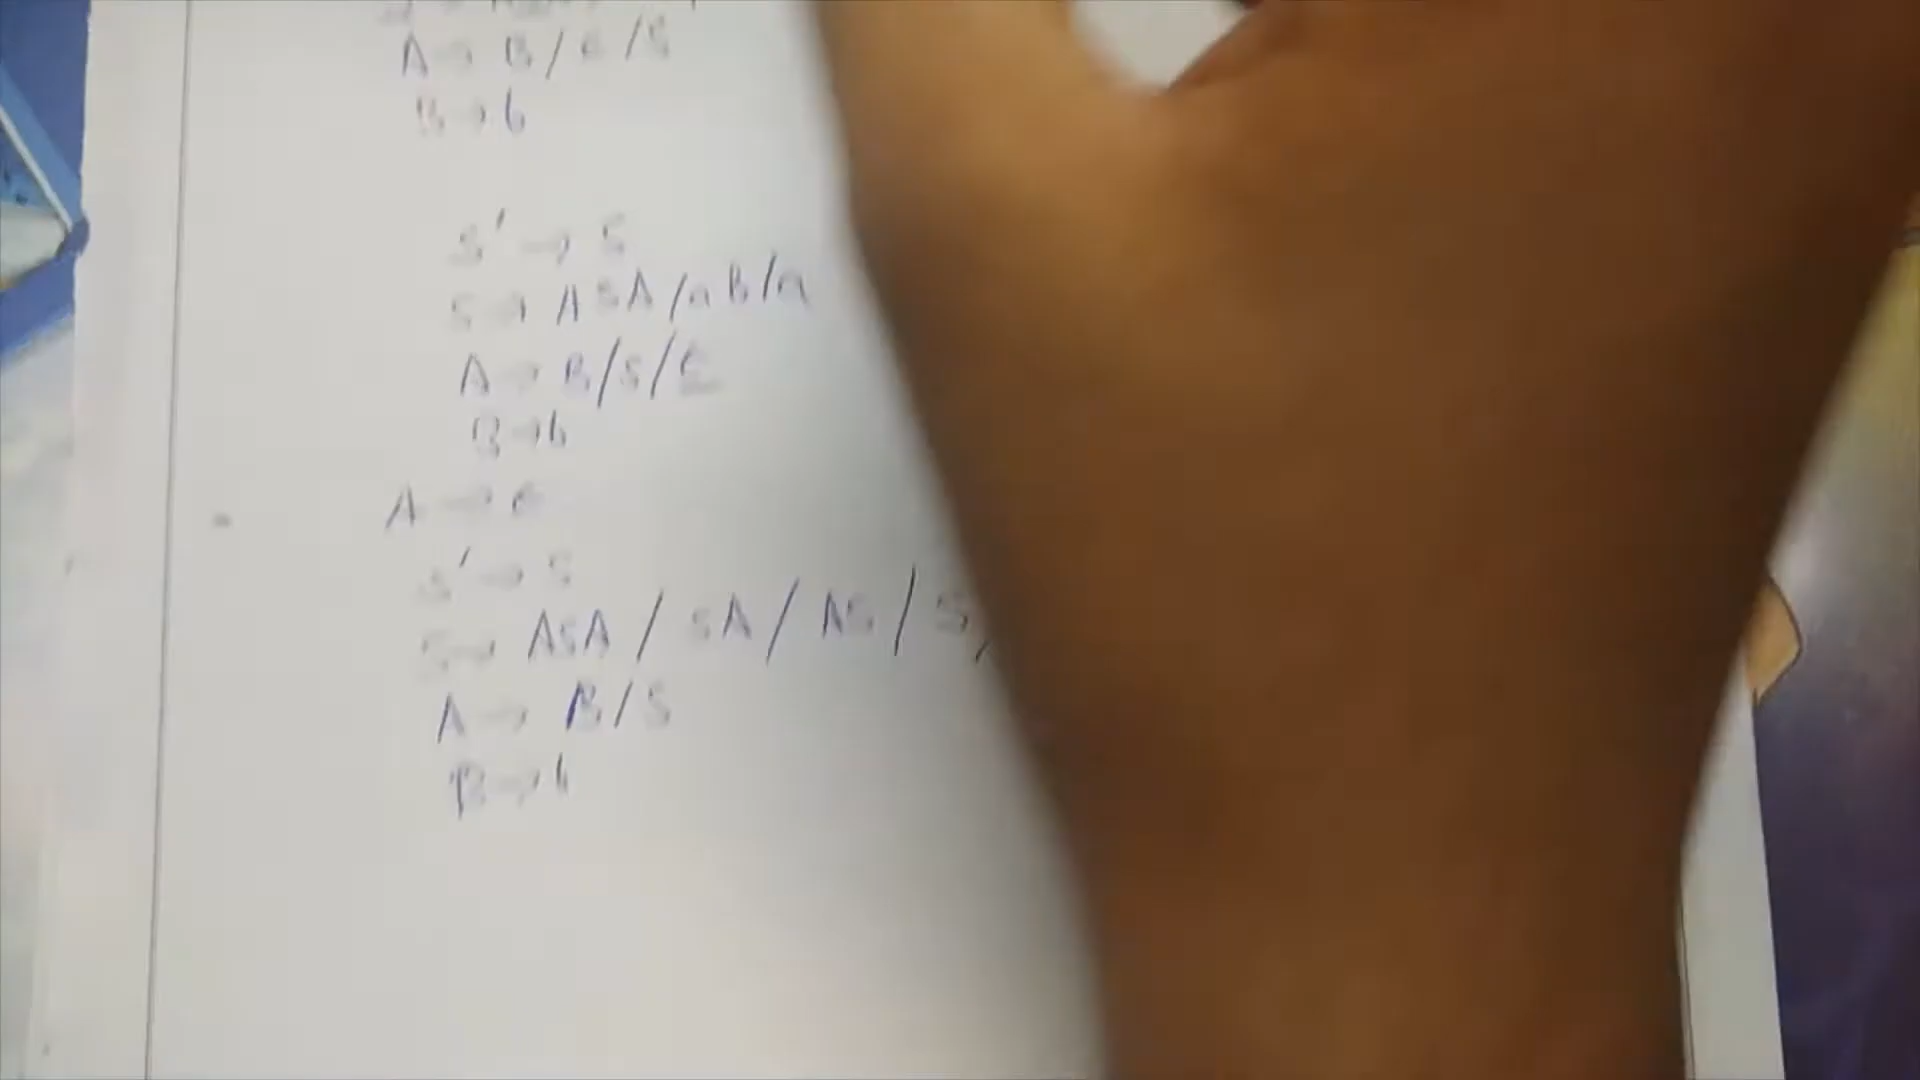 A → B / ε / S
B → b
S' → S
S → ASA / aB / a
A → B / S / ε
B → b
A → ε
S' → S
S → ASA / SA / AS / S /
A → B / S
B → b